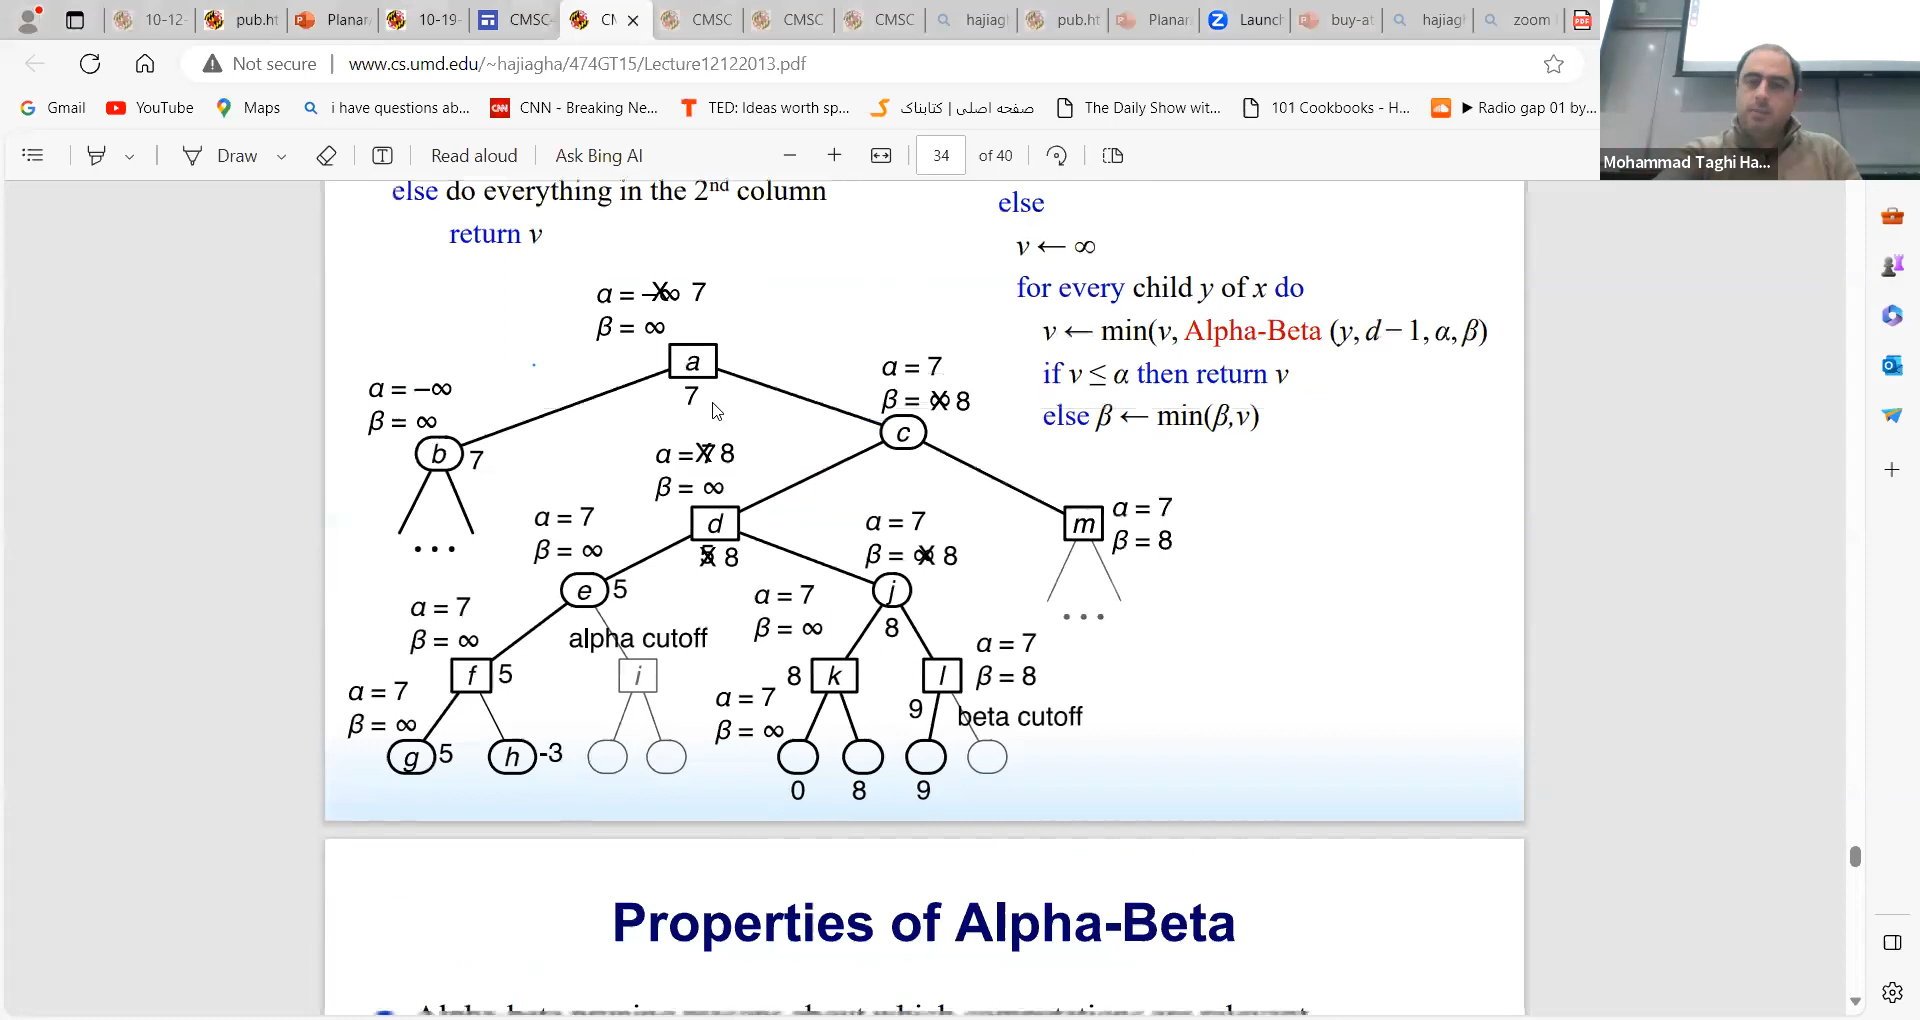 10-12-
pub.ht
Planar
10-19-
CMSC-
CM
CMSC
CMSC
CMSC
hajiagh
pub.ht
Planar
Launch
buy-at
hajiagh
zoom
Not secure
www.cs.umd.edu/~hajiagha/474GT15/Lecture12122013.pdf
Gmail
YouTube
Maps
i have questions ab...
CNN
CNN - Breaking Ne...
TED: Ideas worth sp...
صفحه اصلی | کتابناک
The Daily Show wit...
101 Cookbooks - H...
Radio gap 01 by...
Draw
Read aloud
Ask Bing AI
34
of 40
Mohammad Taghi Ha...
else do everything in the 2nd column
return v
else
v ← ∞
for every child y of x do
v ← min(v, Alpha-Beta (y, d − 1, α, β)
if v ≤ α then return v
else β ← min(β,v)
α = –∞ 7
β = ∞
a
7
α = –∞
β = ∞
b 7
...
α = 7
β = ∞ 8
c
α = 7 8
β = ∞
d
5 8
α = 7
β = 8
m
...
α = 7
β = ∞
e 5
α = 7
β = ∞ 8
j
8
α = 7
β = ∞
f 5
alpha cutoff
i
α = 7
β = ∞
8 k
α = 7
β = 8
l
9
beta cutoff
α = 7
β = ∞
g 5
h -3
α = 7
β = ∞
0
8
9
Properties of Alpha-Beta